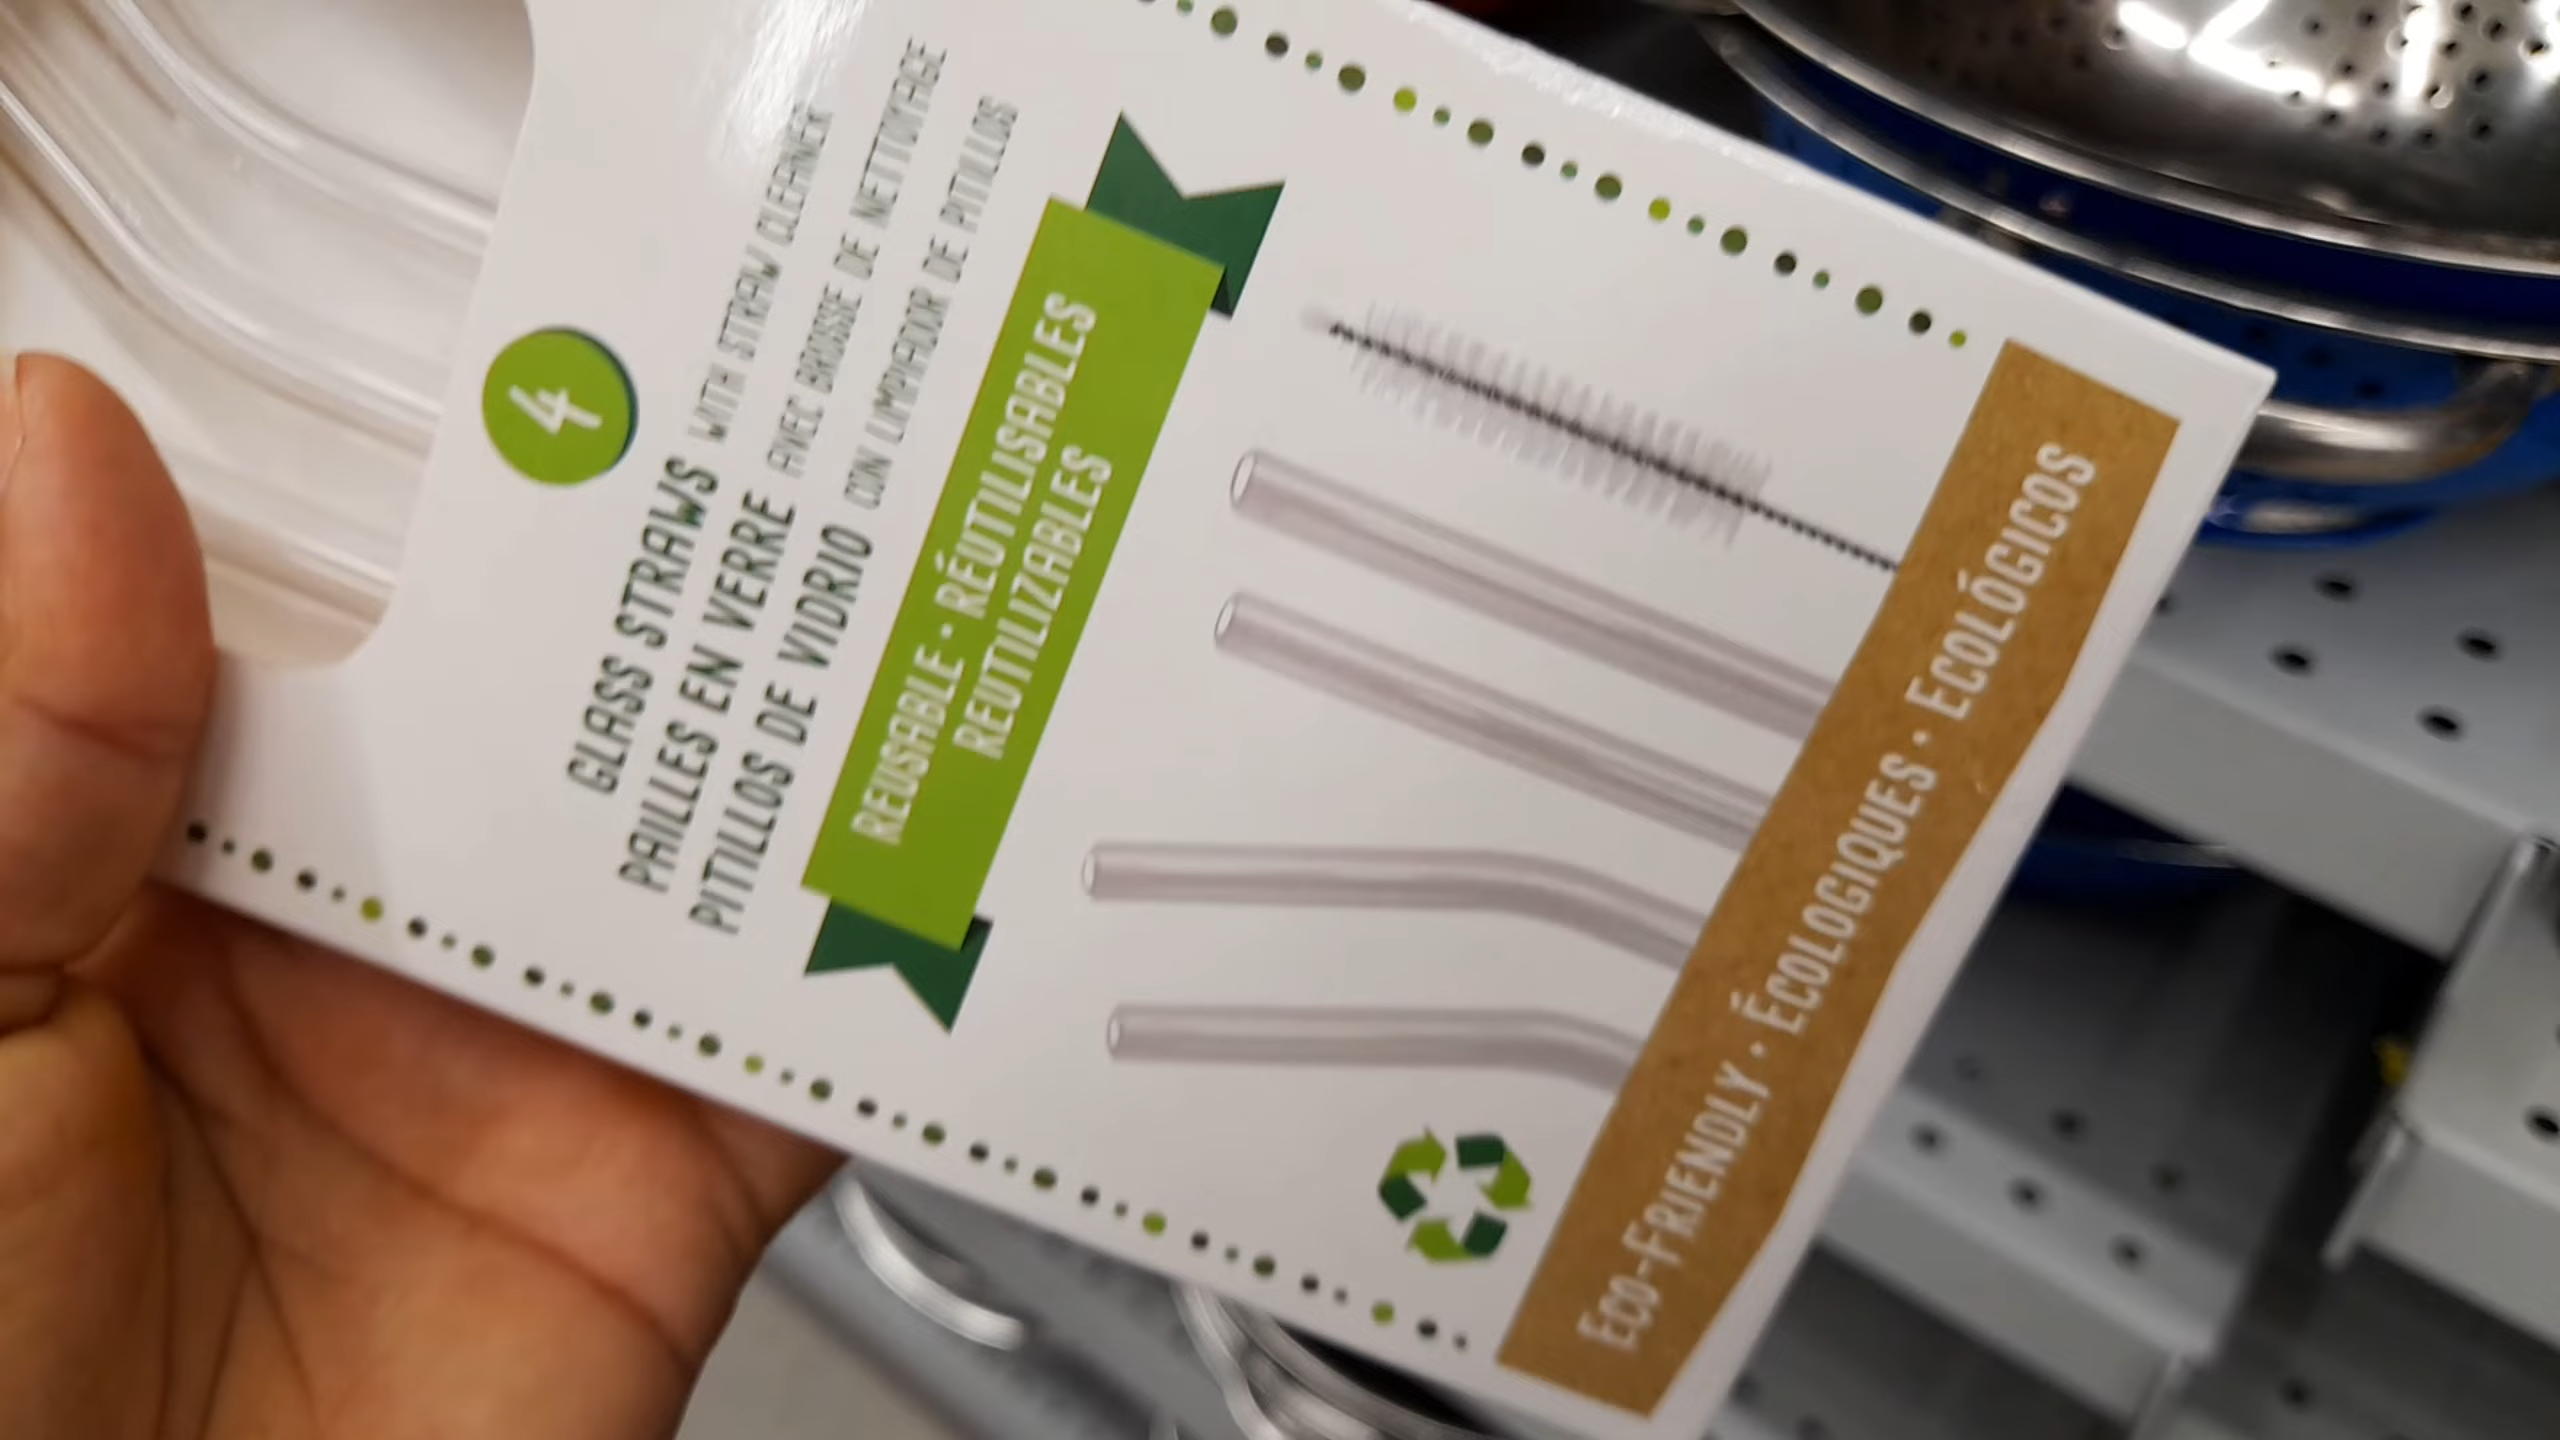 4
GLASS STRAWS WITH STRAW CLEANER
PAILLES EN VERRE AVEC BROSSE DE NETTOYAGE
PITILLOS DE VIDRIO CON LIMPIADOR DE PITILLOS
REUSABLE • RÉUTILISABLES
REUTILIZABLES
ECO-FRIENDLY • ÉCOLOGIQUES • ECOLÓGICOS